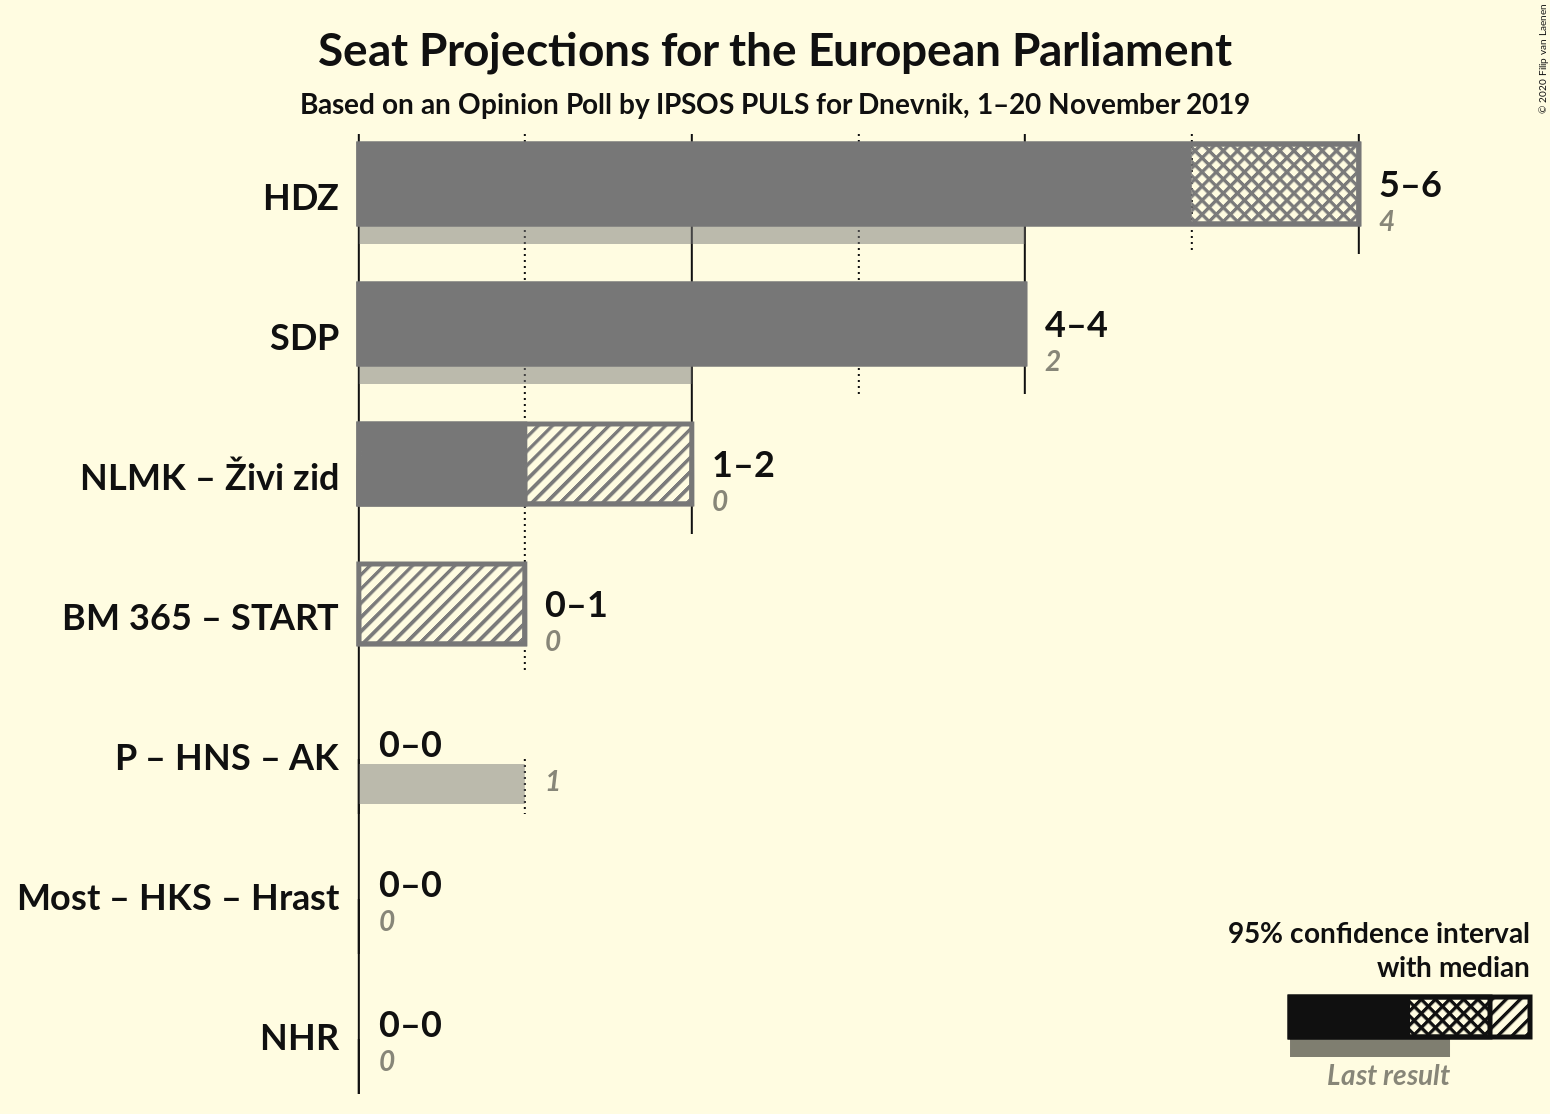 Seat Projections for the European Parliament
Based on an Opinion Poll by IPSOS PULS for Dnevnik, 1–20 November 2019
© 2020 Filip van Laenen
HDZ
5–6
4
SDP
4–4
2
NLMK – Živi zid
1–2
0
BM 365 – START
0–1
0
P – HNS – AK
0–0
1
Most – HKS – Hrast
0–0
0
NHR
0–0
0
95% confidence interval
with median
Last result